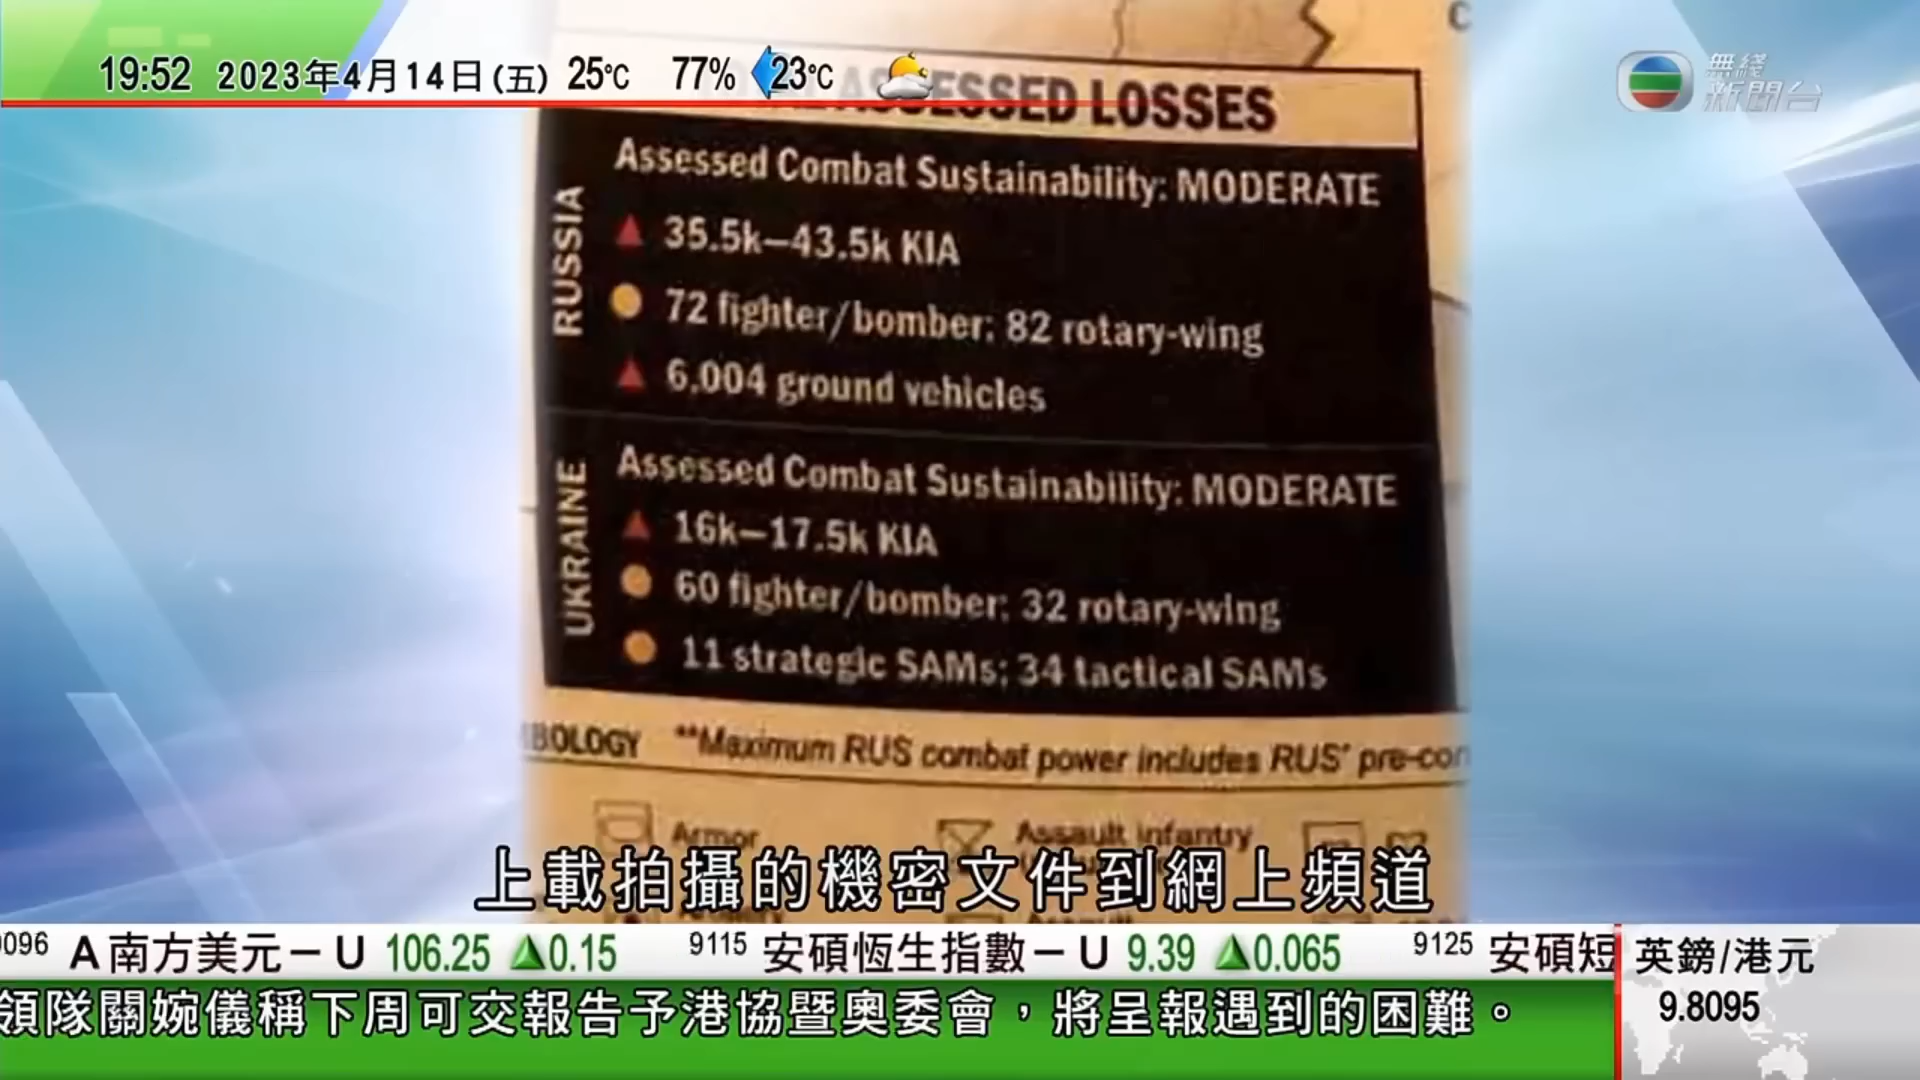 19:52 2023年4月14日(五) 25℃ 77% 23℃
無綫
新聞台
ASSESSED LOSSES
RUSSIA
Assessed Combat Sustainability: MODERATE
35.5k–43.5k KIA
72 fighter/bomber; 82 rotary-wing
6,004 ground vehicles
UKRAINE
Assessed Combat Sustainability: MODERATE
16k–17.5k KIA
60 fighter/bomber; 32 rotary-wing
11 strategic SAMs; 34 tactical SAMs
BOLOGY **Maximum RUS combat power includes RUS' pre-con
Armor Assault infantry
上載拍攝的機密文件到網上頻道
0096 A南方美元－U 106.25 ▲0.15 9115 安碩恆生指數－U 9.39 ▲0.065 9125 安碩短
英鎊/港元
9.8095
領隊關婉儀稱下周可交報告予港協暨奧委會，將呈報遇到的困難。